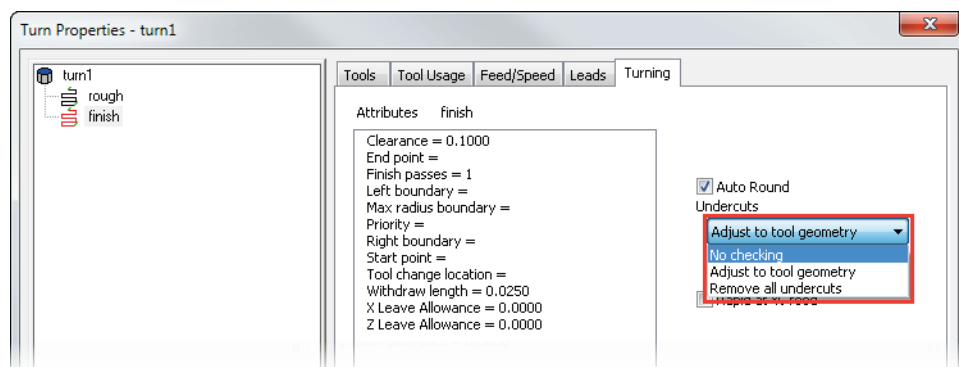 Turn Properties - turn1
x
turn1
rough
finish
Tools Tool Usage Feed/Speed Leads Turning
Attributes finish
Clearance = 0.1000
End point =
Finish passes = 1
Left boundary =
Max radius boundary =
Priority =
Right boundary =
Start point =
Tool change location =
Withdraw length = 0.0250
X Leave Allowance = 0.0000
Z Leave Allowance = 0.0000
Auto Round
Undercuts
Adjust to tool geometry
No checking
Adjust to tool geometry
Remove all undercuts